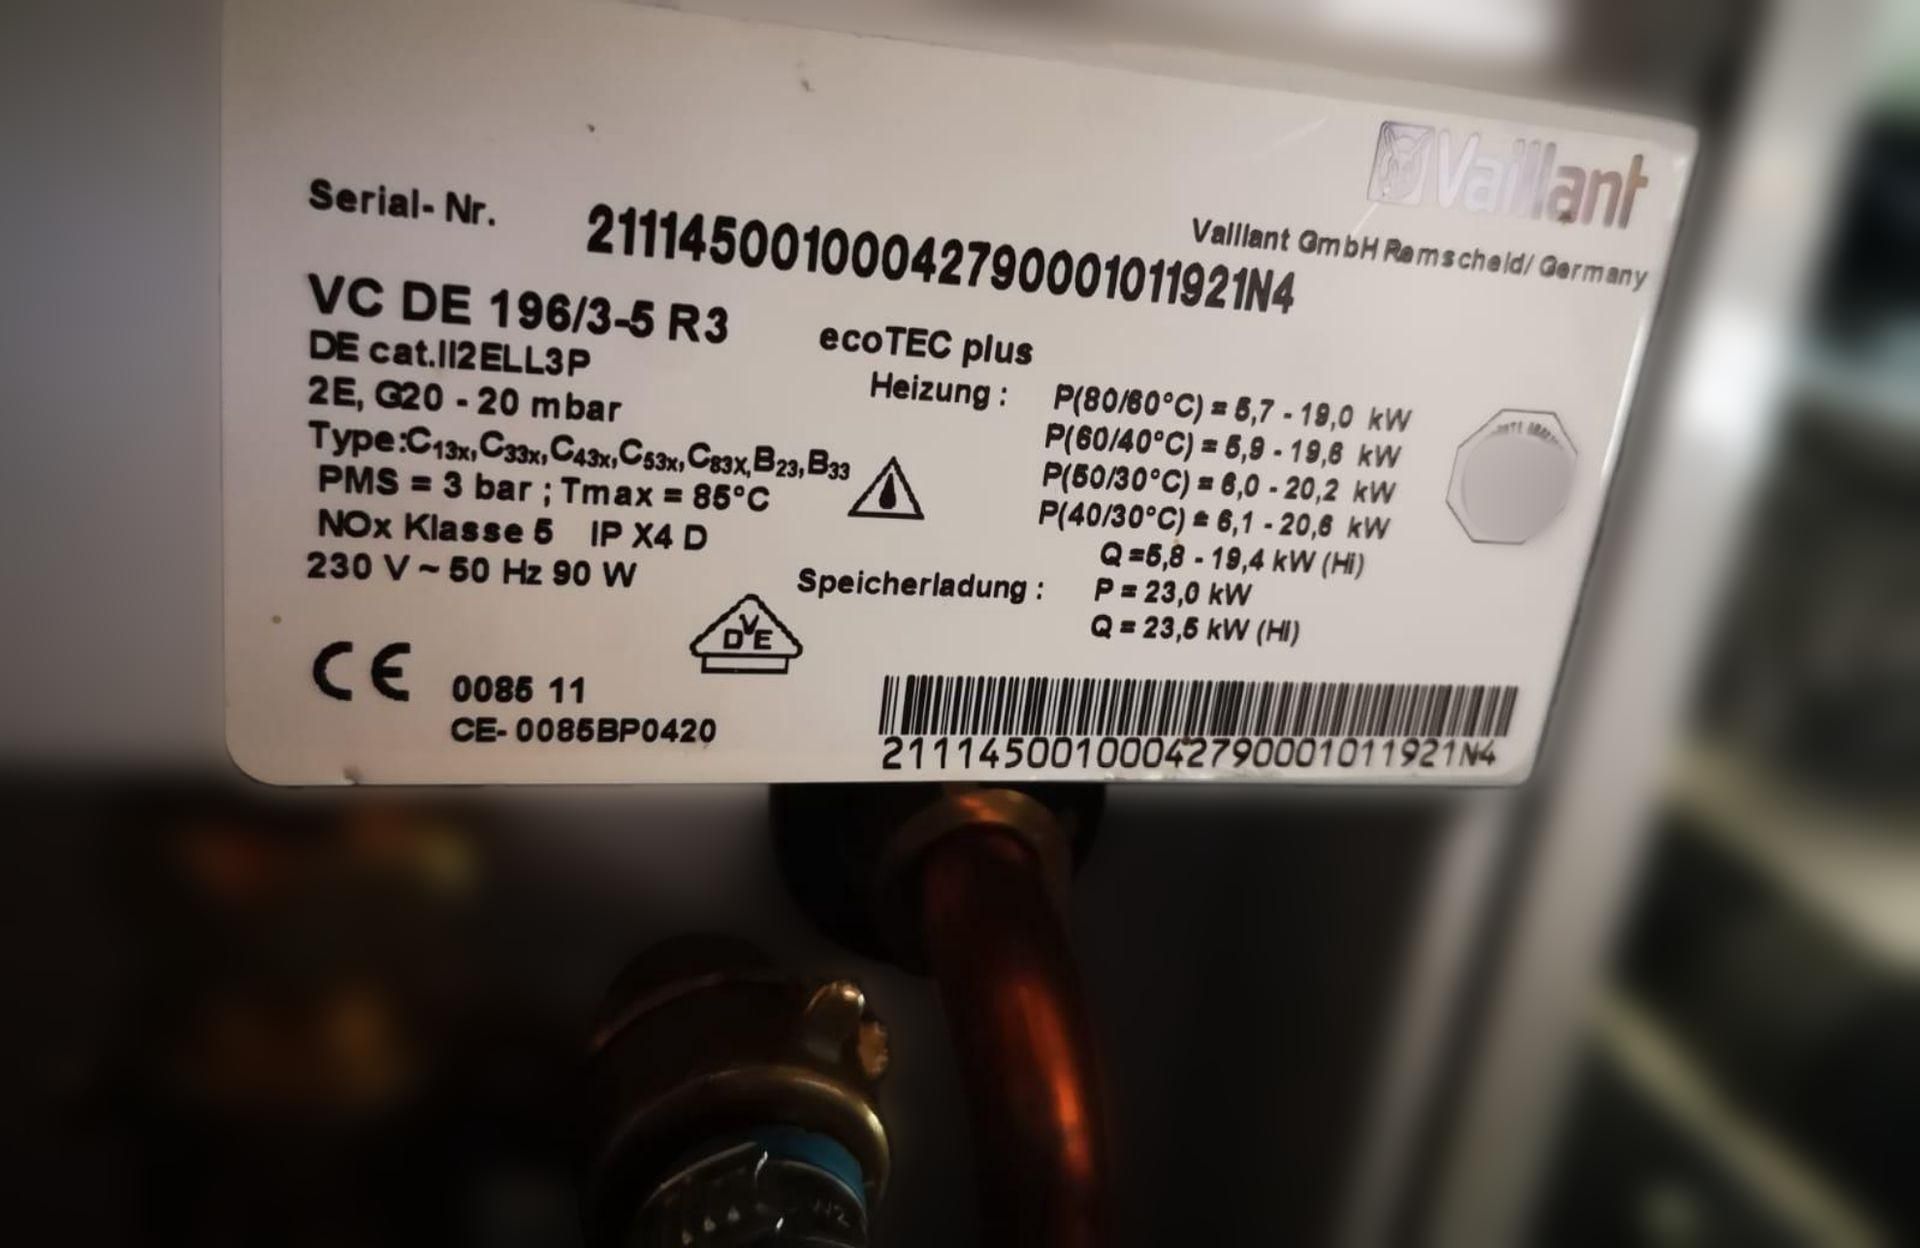 Vaillant
Vaillant GmbH Remscheid/ Germany
Serial- Nr. 21114500100042790001011921N4
VC DE 196/3-5 R3
ecoTEC plus
DE cat.II2ELL3P
2E, G20 - 20 mbar
Type:C13x,C33x,C43x,C53x,C83X,B23,B33
PMS = 3 bar ; Tmax = 85°C
NOx Klasse 5 IP X4 D
230 V ~ 50 Hz 90 W
Heizung : P(80/60°C) = 5,7 - 19,0 kW
P(60/40°C) = 5,9 - 19,6 kW
P(50/30°C) = 6,0 - 20,2 kW
P(40/30°C) = 6,1 - 20,6 kW
Q =5,8 - 19,4 kW (Hi)
Speicherladung : P = 23,0 kW
Q = 23,5 kW (Hi)
DVE
CE 0085 11
CE- 0085BP0420
21114500100042790001011921N4